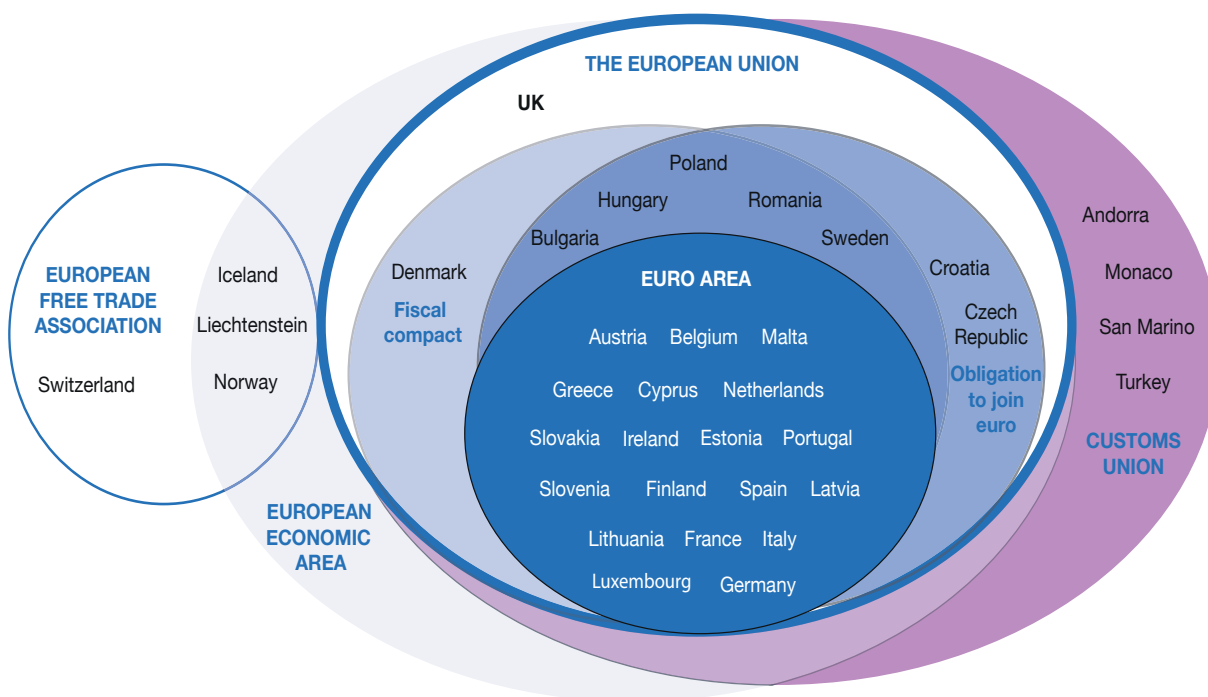 THE EUROPEAN UNION
UK
Poland
Hungary
Romania
Bulgaria
Sweden
Andorra
EUROPEAN
FREE TRADE
ASSOCIATION
Switzerland
Iceland
Liechtenstein
Norway
Denmark
Fiscal
compact
Croatia
Czech
Republic
Obligation
to join
euro
Monaco
San Marino
Turkey
CUSTOMS
UNION
EURO AREA
Austria Belgium Malta
Greece Cyprus Netherlands
Slovakia Ireland Estonia Portugal
Slovenia Finland Spain Latvia
Lithuania France Italy
Luxembourg Germany
EUROPEAN
ECONOMIC
AREA